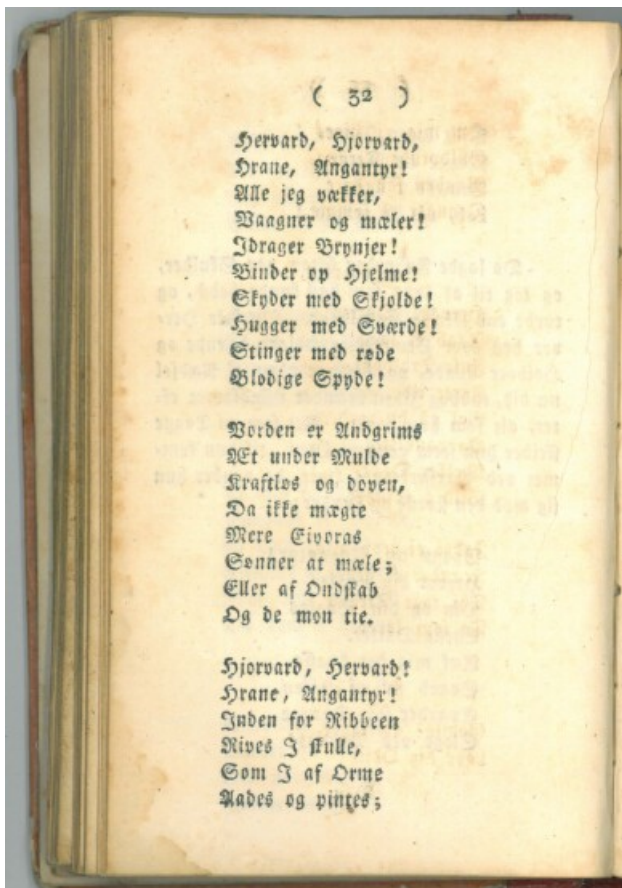 ( 32 )
Hervard, Hjorvard,
Hrane, Angantyr!
Alle jeg vækker,
Vaagner og mæler!
Idrager Brynjer!
Binder op Hjelme!
Skyder med Skjolde!
Hugger med Sværde!
Stinger med røde
Blodige Spyde!
Vorden er Andgrims
Æt under Mulde
Kraftløs og doven,
Da ikke mægte
Mere Eivoras
Sønner at mæle;
Eller af Ondskab
Og de mon tie.
Hjorvard, Hervard!
Hrane, Angantyr!
Inden for Ribbeen
Rives I skulle,
Som I af Orme
Aades og pintes;